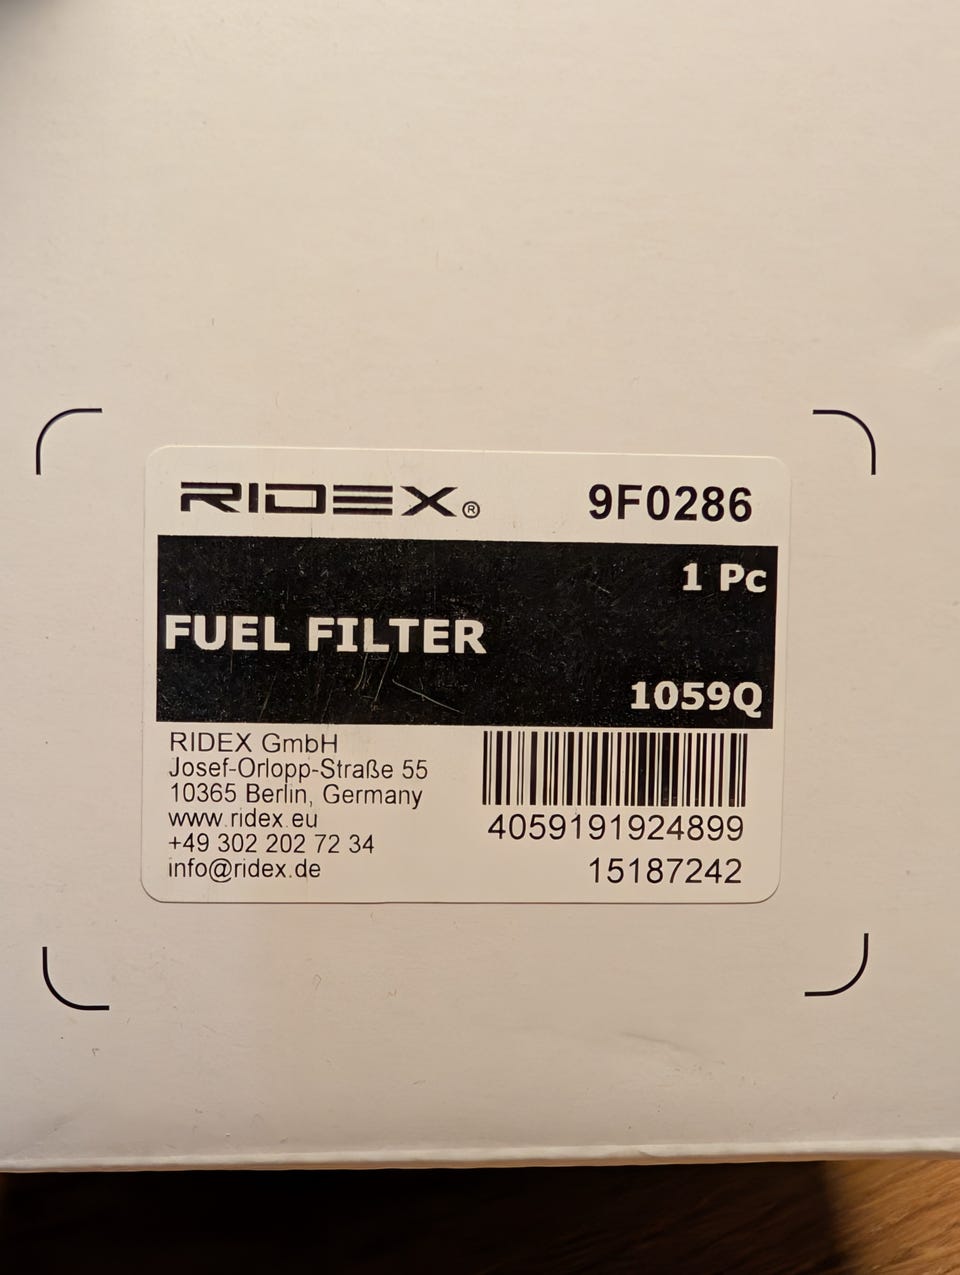 RIDEX® 9F0286
1 Pc
FUEL FILTER
1059Q
RIDEX GmbH
Josef-Orlopp-Straße 55
10365 Berlin, Germany
www.ridex.eu
+49 302 202 72 34
info@ridex.de
4059191924899
15187242